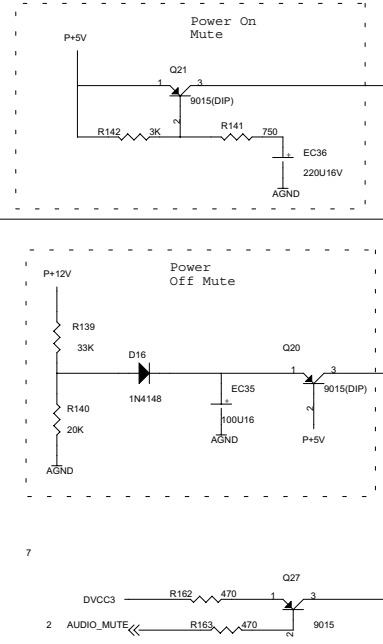 Power On
Mute
P+5V
Q21
1 3
9015(DIP)
2
R142 3K R141 750
EC36
+
220U16V
AGND
Power
Off Mute
P+12V
R139
33K
D16
1N4148
Q20
1 3
9015(DIP)
2
EC35
+
100U16
R140
20K
AGND
P+5V
AGND
7
Q27
DVCC3 R162 470 1 3
2 AUDIO_MUTE R163 470 2 9015